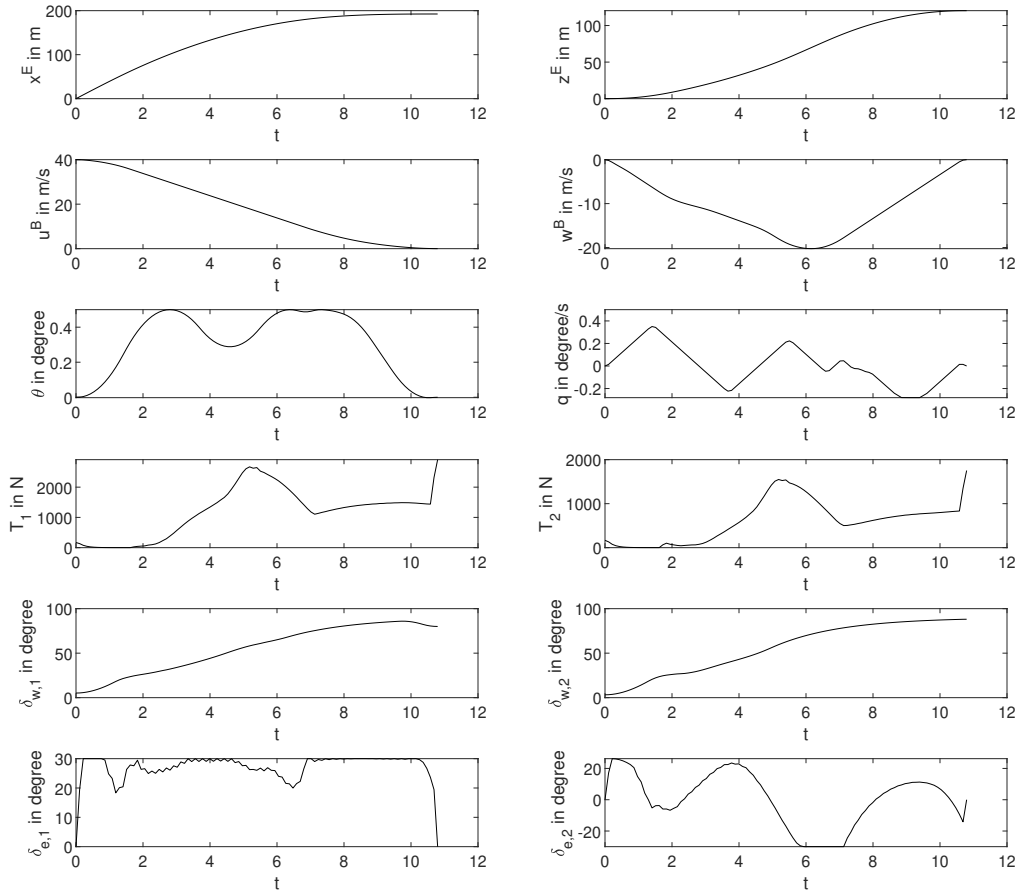 x^E in m
200
100
0
0 2 4 6 8 10 12
t
z^E in m
100
50
0
0 2 4 6 8 10 12
t
u^B in m/s
40
20
0
0 2 4 6 8 10 12
t
w^B in m/s
0
-10
-20
0 2 4 6 8 10 12
t
θ in degree
0.4
0.2
0
0 2 4 6 8 10 12
t
q in degree/s
0.4
0.2
0
-0.2
0 2 4 6 8 10 12
t
T_1 in N
2000
1000
0
0 2 4 6 8 10 12
t
T_2 in N
2000
1000
0
0 2 4 6 8 10 12
t
δ_{w,1} in degree
100
50
0
0 2 4 6 8 10 12
t
δ_{w,2} in degree
100
50
0
0 2 4 6 8 10 12
t
δ_{e,1} in degree
30
20
10
0
0 2 4 6 8 10 12
t
δ_{e,2} in degree
20
0
-20
0 2 4 6 8 10 12
t